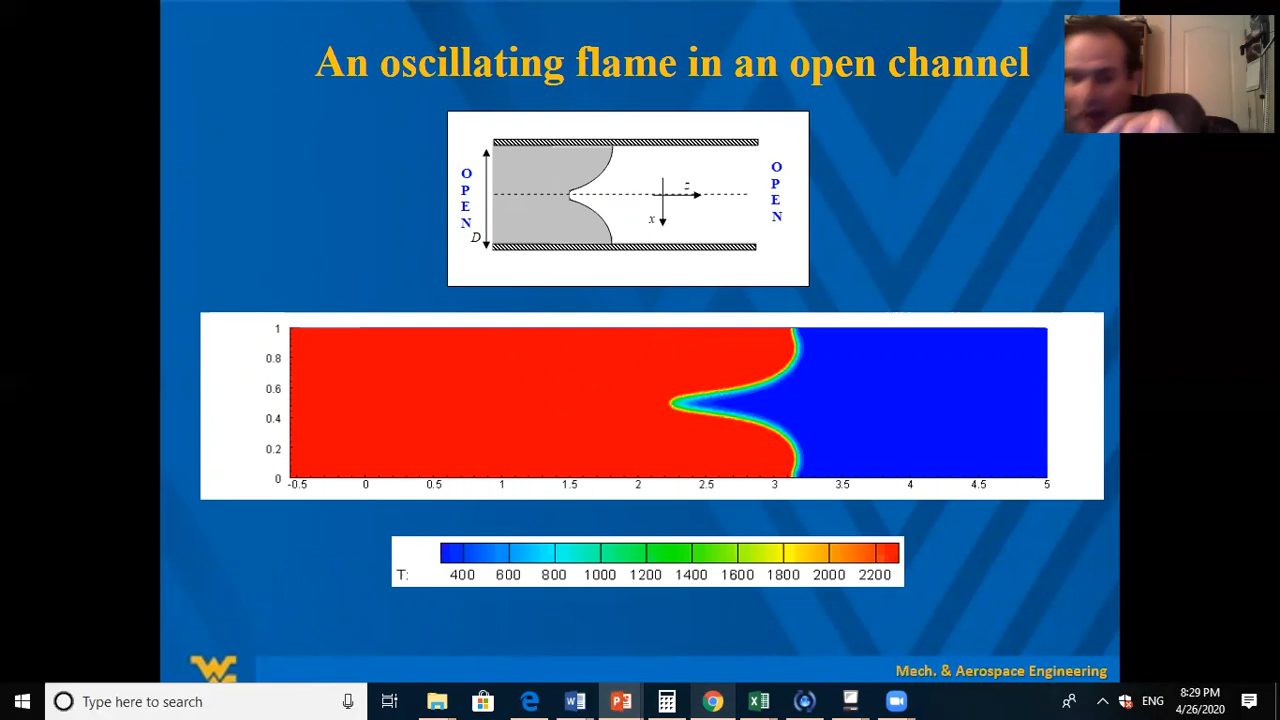 An oscillating flame in an open channel
OPEN
D
z
x
OPEN
1
0.8
0.6
0.4
0.2
0
-0.5 0 0.5 1 1.5 2 2.5 3 3.5 4 4.5 5
T: 400 600 800 1000 1200 1400 1600 1800 2000 2200
WV
Mech. & Aerospace Engineering
Type here to search
ENG
8:29 PM
4/26/2020